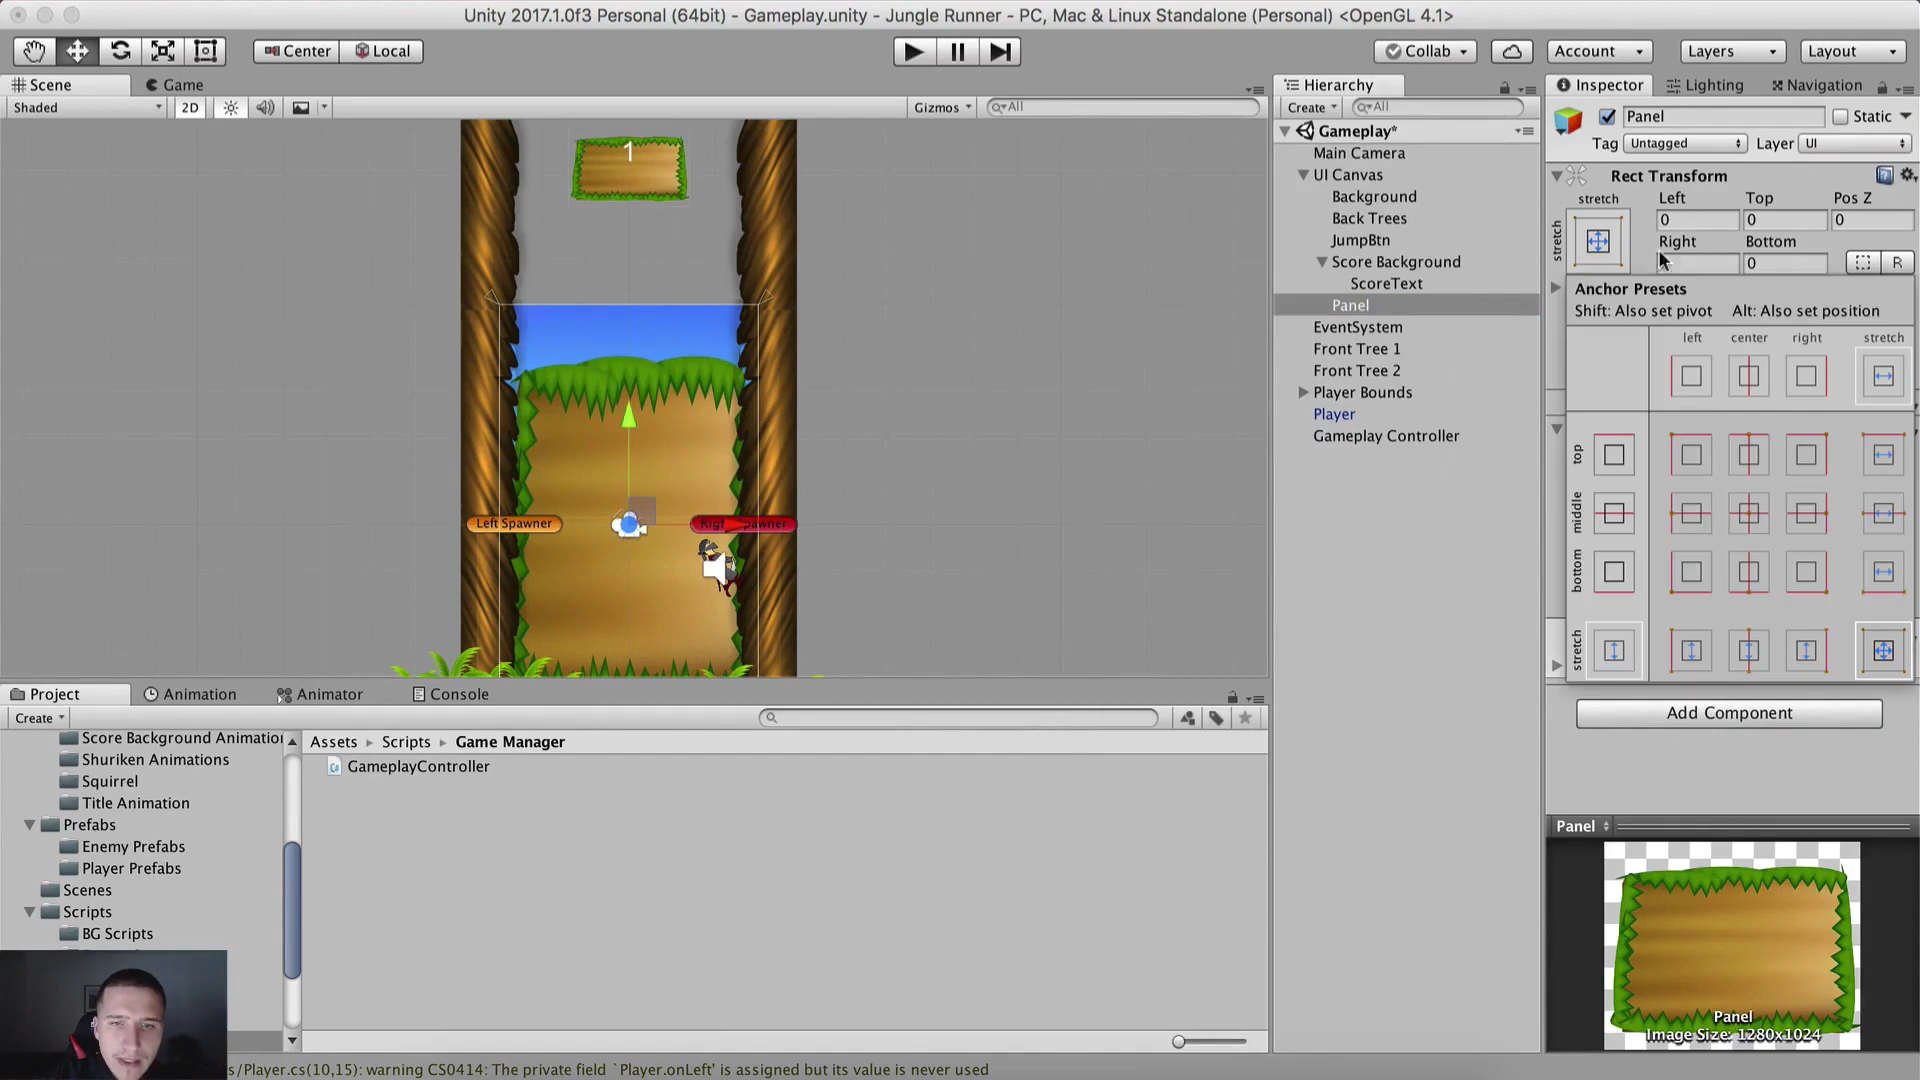 Unity 2017.1.0f3 Personal (64bit) - Gameplay.unity - Jungle Runner - PC, Mac & Linux Standalone (Personal) <OpenGL 4.1>
Center Local Collab Account Layers Layout
Scene Game
Shaded 2D Gizmos All
1
Left Spawner
Hierarchy
Create All
Gameplay*
Main Camera
UI Canvas
Background
Back Trees
JumpBtn
Score Background
ScoreText
Panel
EventSystem
Front Tree 1
Front Tree 2
Player Bounds
Player
Gameplay Controller
Inspector Lighting Navigation
Panel Static
Tag Untagged Layer UI
Rect Transform
stretch Left Top Pos Z
stretch 0 0 0
Right Bottom
0 R
Anchor Presets
Shift: Also set pivot Alt: Also set position
left center right stretch
top
middle
bottom
stretch
Add Component
Project Animation Animator Console
Create
Score Background Animation
Shuriken Animations
Squirrel
Title Animation
Prefabs
Enemy Prefabs
Player Prefabs
Scenes
Scripts
BG Scripts
Assets Scripts Game Manager
GameplayController
Panel
Panel
Image Size: 1280x1024
s/Player.cs(10,15): warning CS0414: The private field `Player.onLeft' is assigned but its value is never used